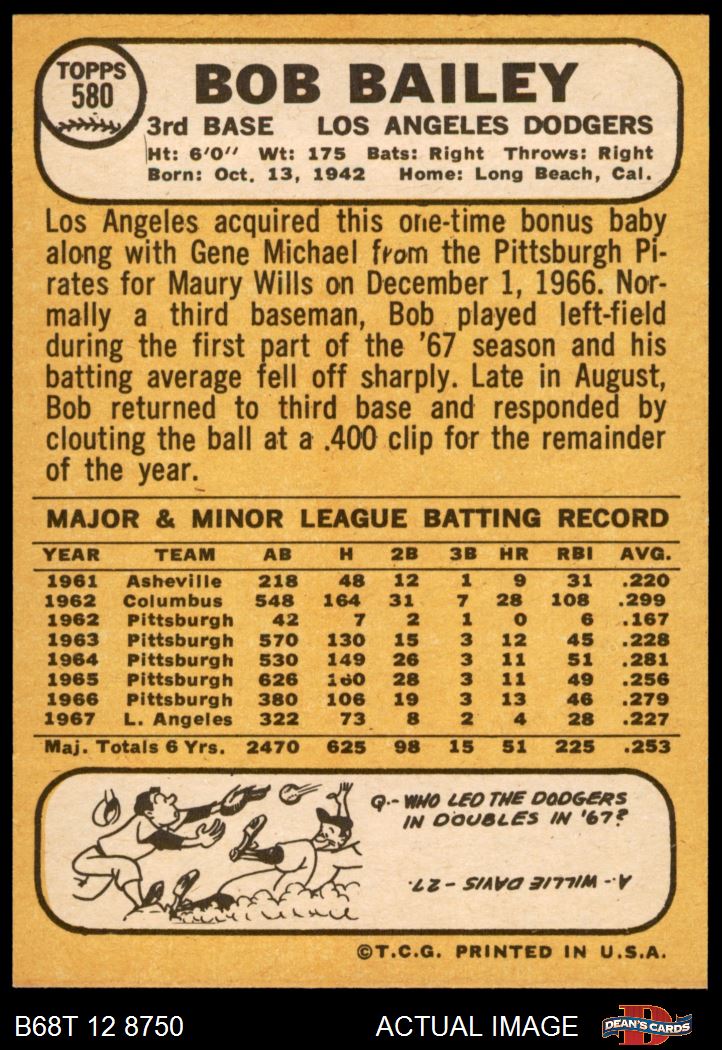 TOPPS
580
BOB BAILEY
3rd BASE LOS ANGELES DODGERS
Ht: 6'0" Wt: 175 Bats: Right Throws: Right
Born: Oct. 13, 1942 Home: Long Beach, Cal.
Los Angeles acquired this one-time bonus baby
along with Gene Michael from the Pittsburgh Pi-
rates for Maury Wills on December 1, 1966. Nor-
mally a third baseman, Bob played left-field
during the first part of the '67 season and his
batting average fell off sharply. Late in August,
Bob returned to third base and responded by
clouting the ball at a .400 clip for the remainder
of the year.
MAJOR & MINOR LEAGUE BATTING RECORD
YEAR TEAM AB H 2B 3B HR RBI AVG.
1961 Asheville 218 48 12 1 9 31 .220
1962 Columbus 548 164 31 7 28 108 .299
1962 Pittsburgh 42 7 2 1 0 6 .167
1963 Pittsburgh 570 130 15 3 12 45 .228
1964 Pittsburgh 530 149 26 3 11 51 .281
1965 Pittsburgh 626 160 28 3 11 49 .256
1966 Pittsburgh 380 106 19 3 13 46 .279
1967 L. Angeles 322 73 8 2 4 28 .227
Maj. Totals 6 Yrs. 2470 625 98 15 51 225 .253
Q.- WHO LED THE DODGERS
IN DOUBLES IN '67?
A.- WILLIE DAVIS - 27.
©T.C.G. PRINTED IN U.S.A.
B68T 12 8750 ACTUAL IMAGE
D
DEAN'S CARDS